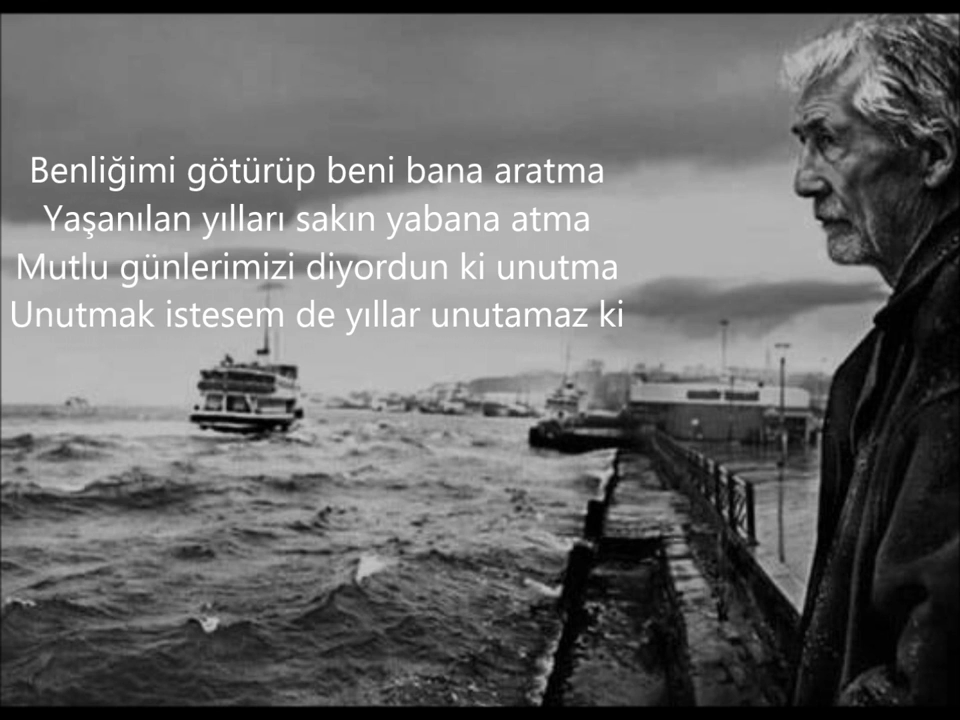 Benliğimi götürüp beni bana aratma
Yaşanılan yılları sakın yabana atma
Mutlu günlerimizi diyordun ki unutma
Unutmak istesem de yıllar unutamaz ki